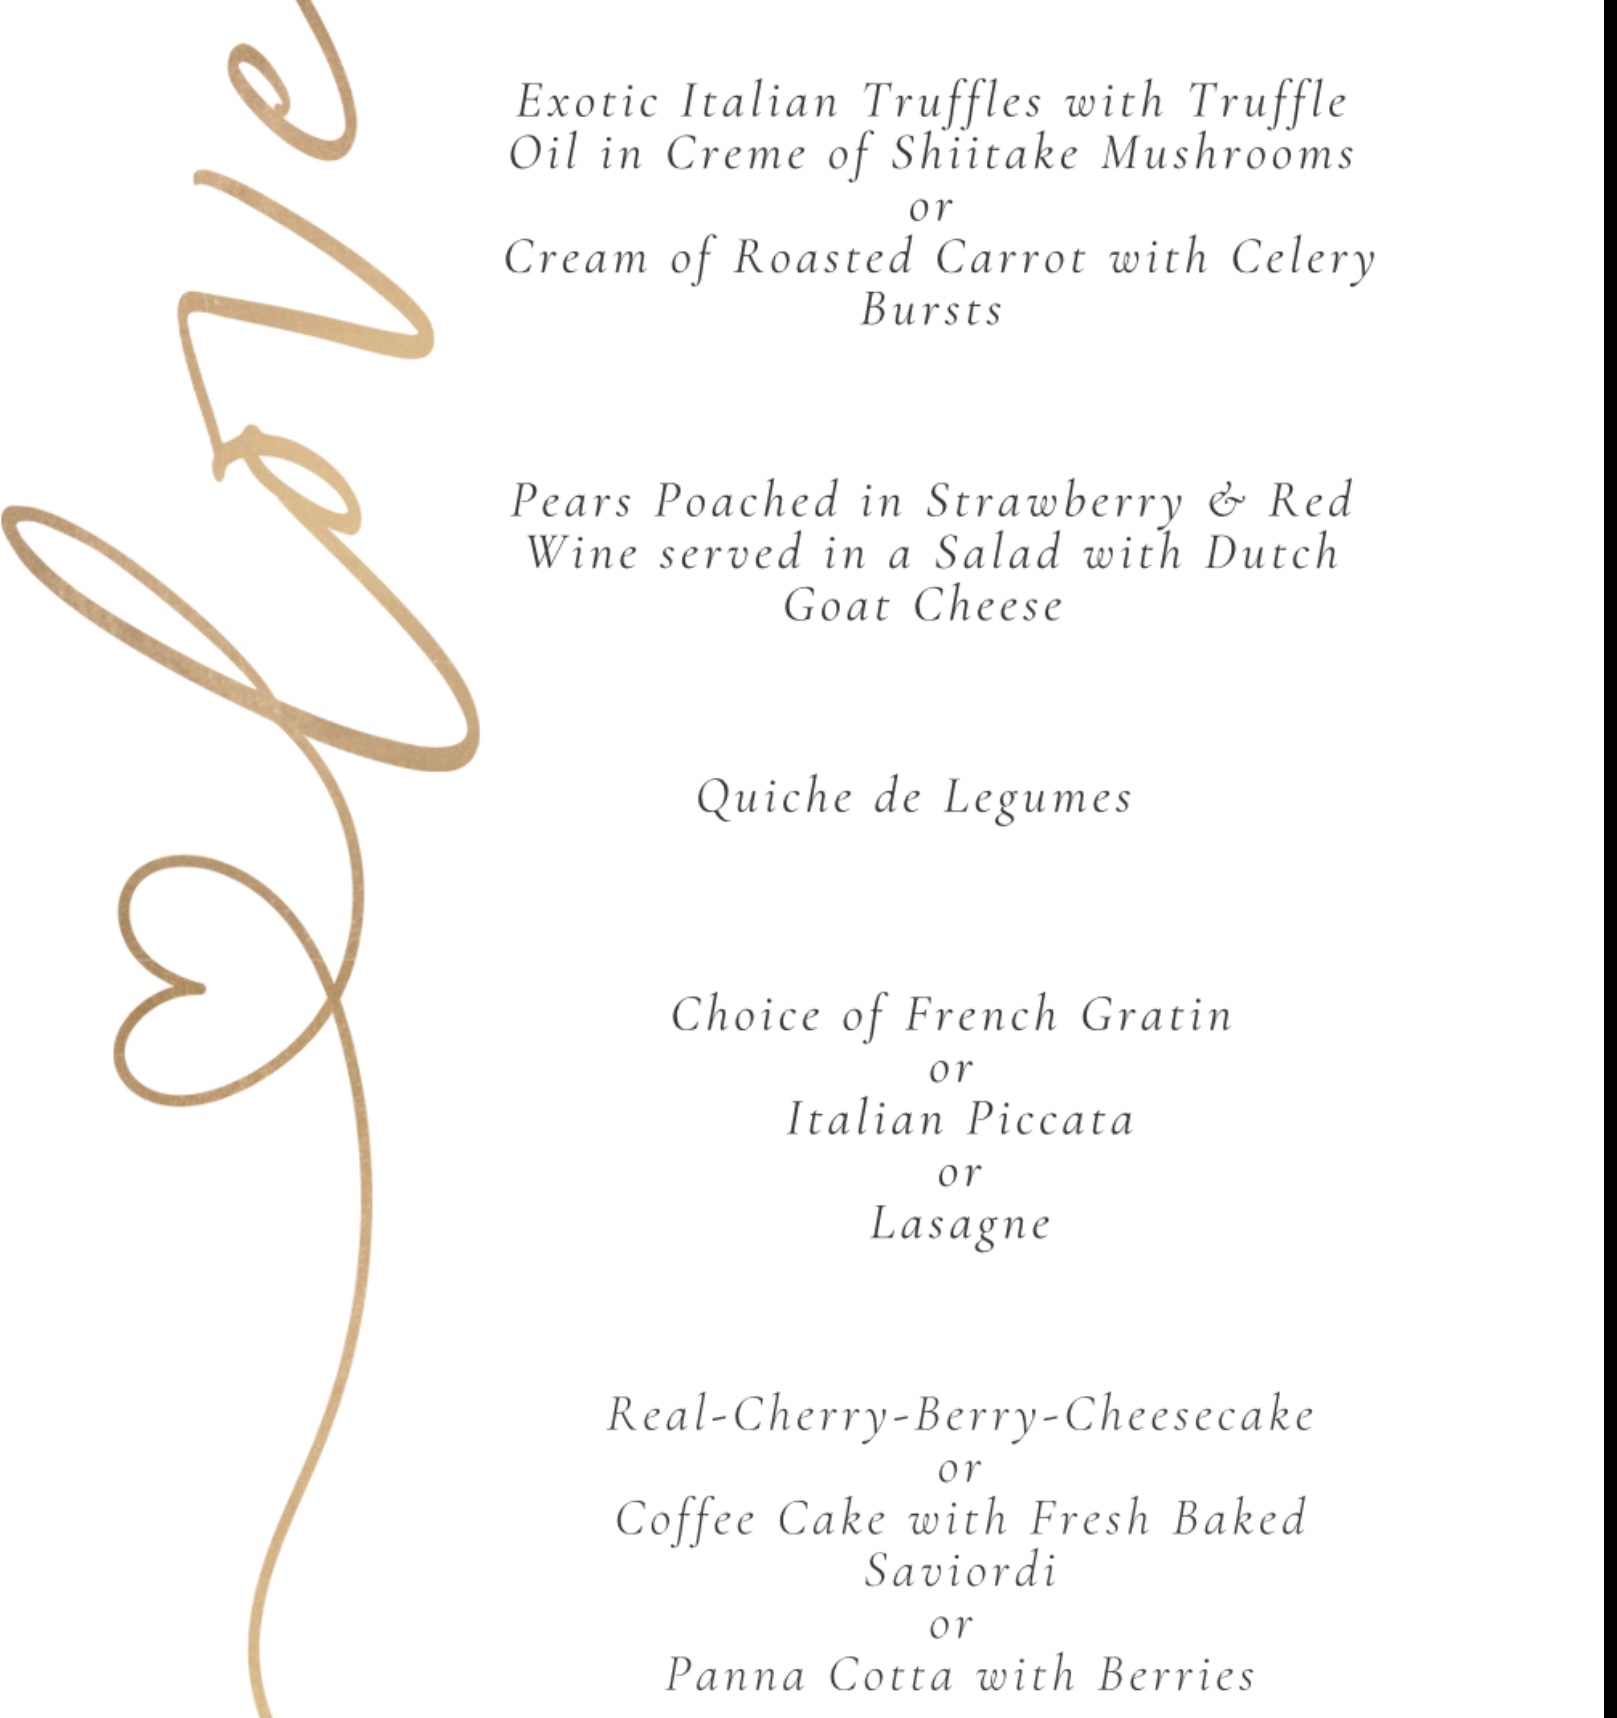 love
Exotic Italian Truffles with Truffle
Oil in Creme of Shiitake Mushrooms
or
Cream of Roasted Carrot with Celery
Bursts
Pears Poached in Strawberry & Red
Wine served in a Salad with Dutch
Goat Cheese
Quiche de Legumes
Choice of French Gratin
or
Italian Piccata
or
Lasagne
Real-Cherry-Berry-Cheesecake
or
Coffee Cake with Fresh Baked
Saviordi
or
Panna Cotta with Berries